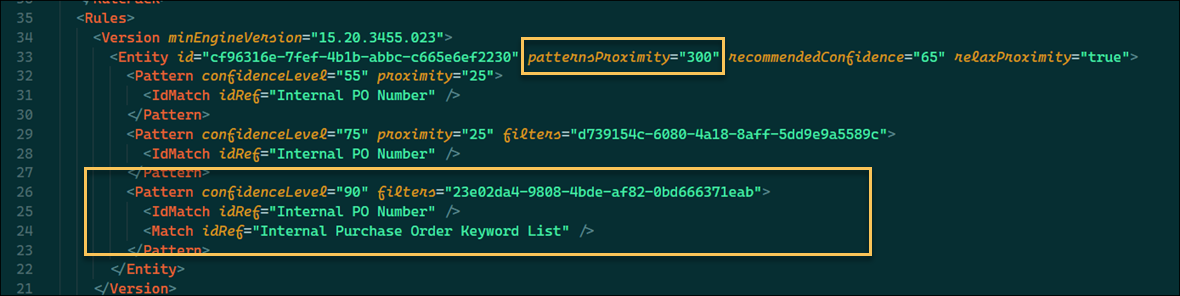 35 <Rules>
34 <Version minEngineVersion="15.20.3455.023">
33 <Entity id="cf96316e-7fef-4b1b-abbc-c665e6ef2230" patternsProximity="300" recommendedConfidence="65" relaxProximity="true">
32 <Pattern confidenceLevel="55" proximity="25">
31 <IdMatch idRef="Internal PO Number" />
30 </Pattern>
29 <Pattern confidenceLevel="75" proximity="25" filters="d739154c-6080-4a18-8aff-5dd9e9a5589c">
28 <IdMatch idRef="Internal PO Number" />
27 </Pattern>
26 <Pattern confidenceLevel="90" filters="23e02da4-9808-4bde-af82-0bd666371eab">
25 <IdMatch idRef="Internal PO Number" />
24 <Match idRef="Internal Purchase Order Keyword List" />
23 </Pattern>
22 </Entity>
21 </Version>